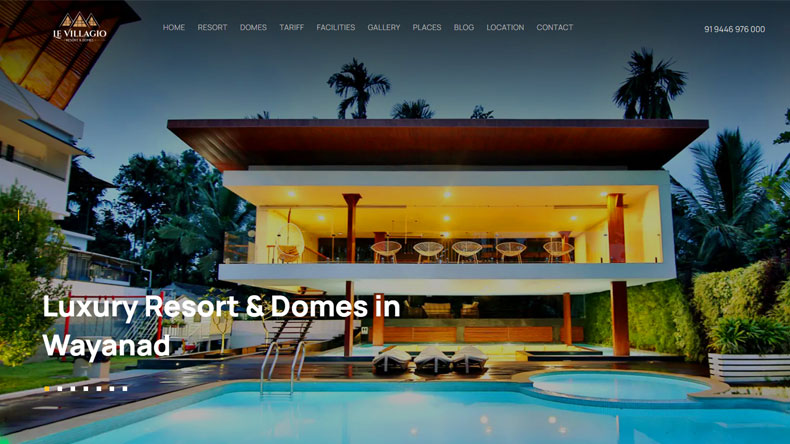 LE VILLAGIO
RESORT & DOMES
HOME RESORT DOMES TARIFF FACILITIES GALLERY PLACES BLOG LOCATION CONTACT
91 9446 976 000
Luxury Resort & Domes in
Wayanad